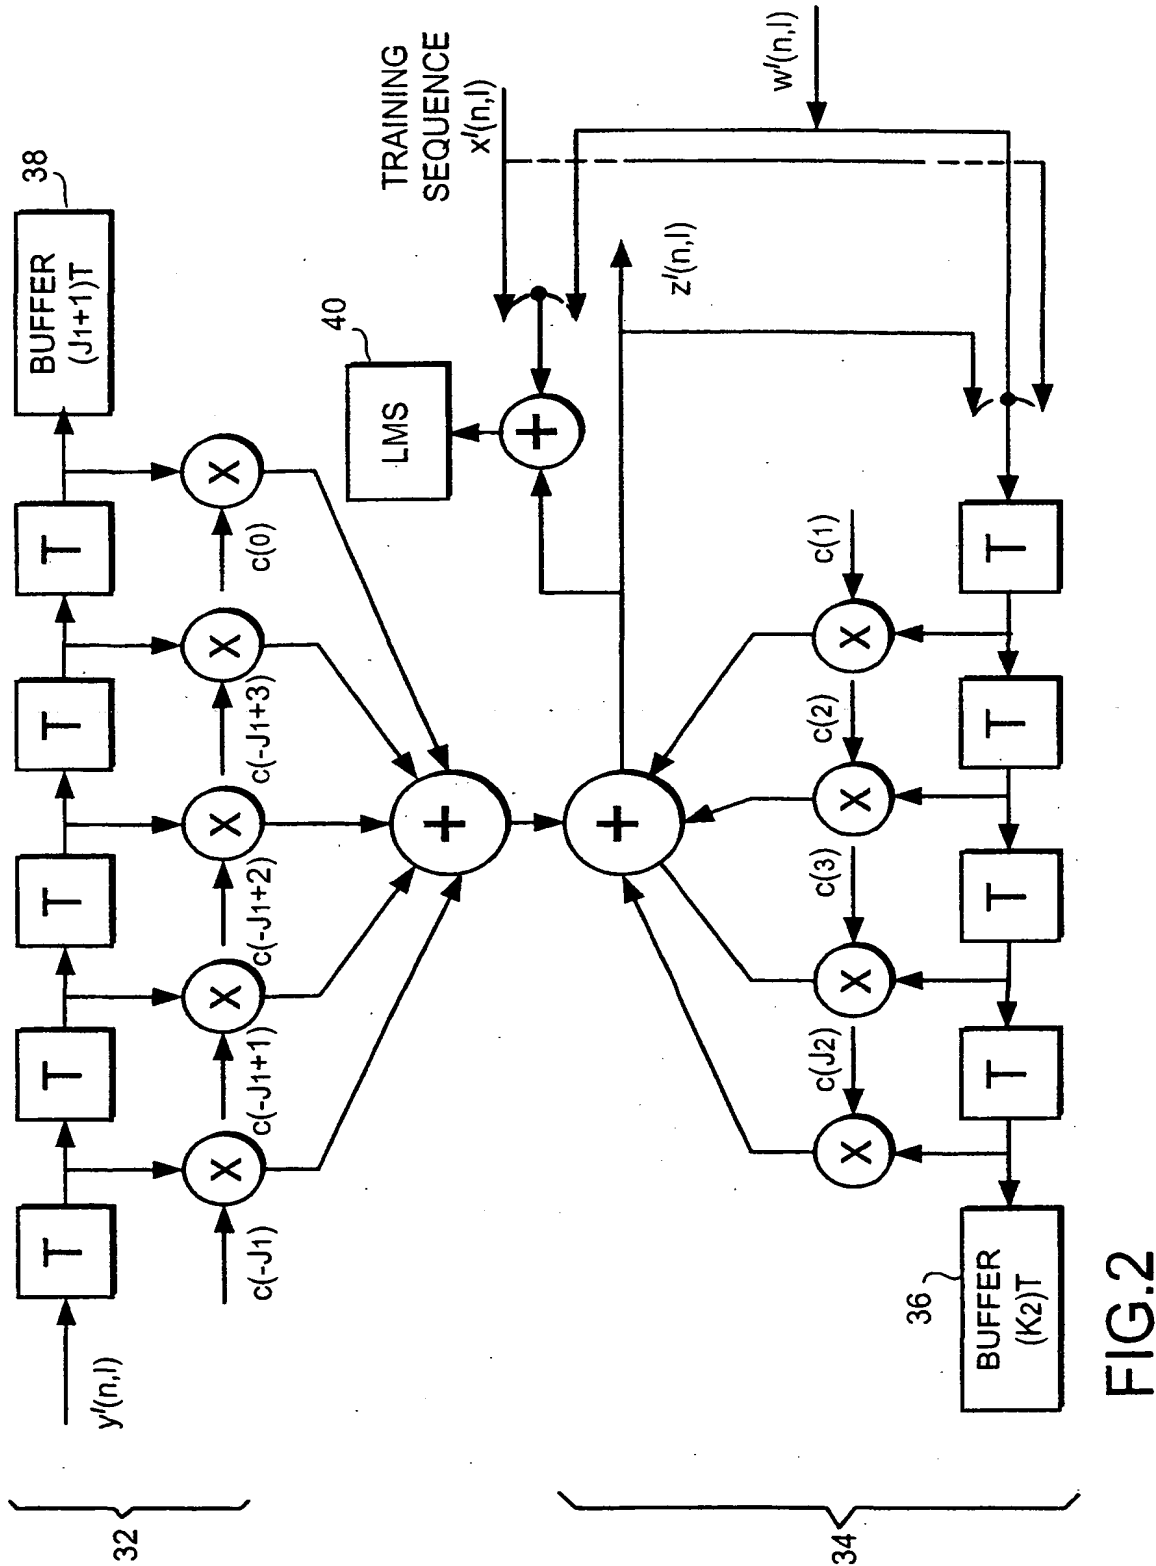 32
y'(n,l)
T
T
T
T
T
BUFFER
(J1+1)T
38
X
X
X
X
X
c(-J1)
c(-J1+1)
c(-J1+2)
c(-J1+3)
c(0)
+
LMS
40
+
TRAINING
SEQUENCE
x'(n,l)
34
+
z'(n,l)
w'(n,l)
c(J2)
c(3)
c(2)
c(1)
X
X
X
X
36
BUFFER
(K2)T
T
T
T
T
FIG.2